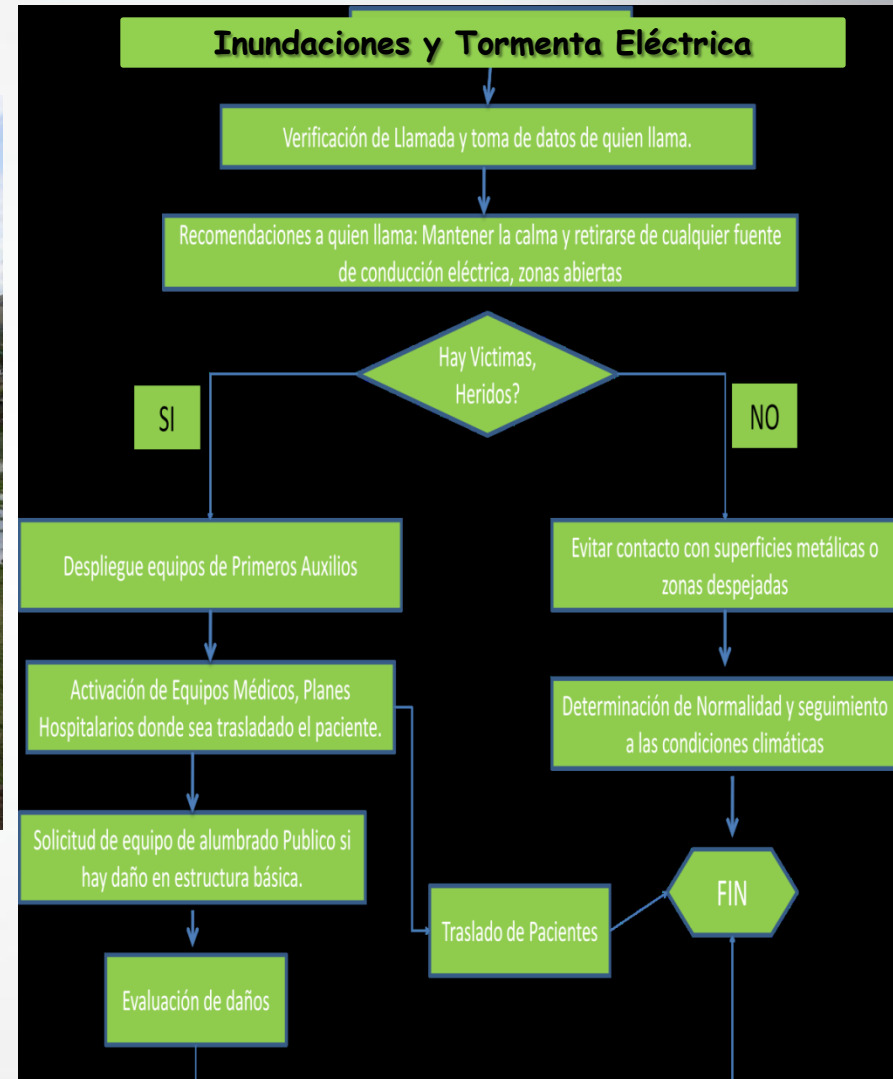 Inundaciones y Tormenta Eléctrica
Verificación de Llamada y toma de datos de quien llama.
Recomendaciones a quien llama: Mantener la calma y retirarse de cualquier fuente
de conducción eléctrica, zonas abiertas
Hay Victimas,
Heridos?
SI
NO
Despliegue equipos de Primeros Auxilios
Evitar contacto con superficies metálicas o
zonas despejadas
Activación de Equipos Médicos, Planes
Hospitalarios donde sea trasladado el paciente.
Determinación de Normalidad y seguimiento
a las condiciones climáticas
Solicitud de equipo de alumbrado Publico si
hay daño en estructura básica.
Traslado de Pacientes
FIN
Evaluación de daños